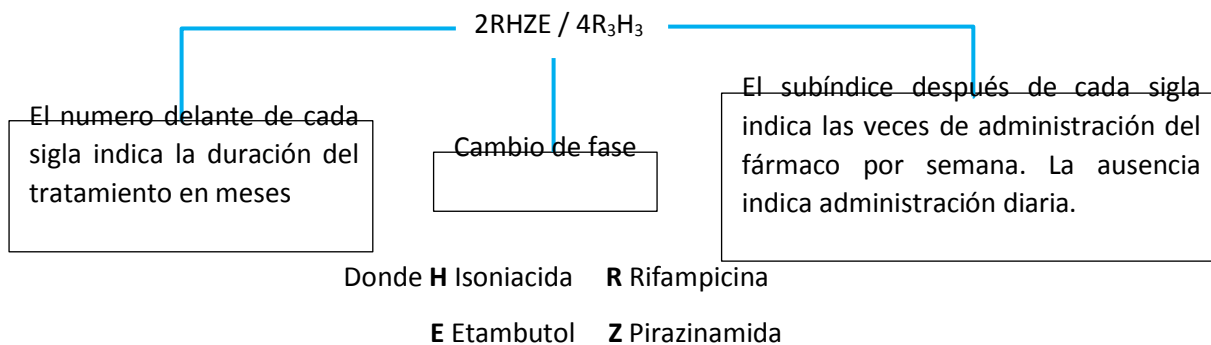 2RHZE / 4R₃H₃
El numero delante de cada
sigla indica la duración del
tratamiento en meses
Cambio de fase
El subíndice después de cada sigla
indica las veces de administración del
fármaco por semana. La ausencia
indica administración diaria.
Donde H Isoniacida R Rifampicina
E Etambutol Z Pirazinamida